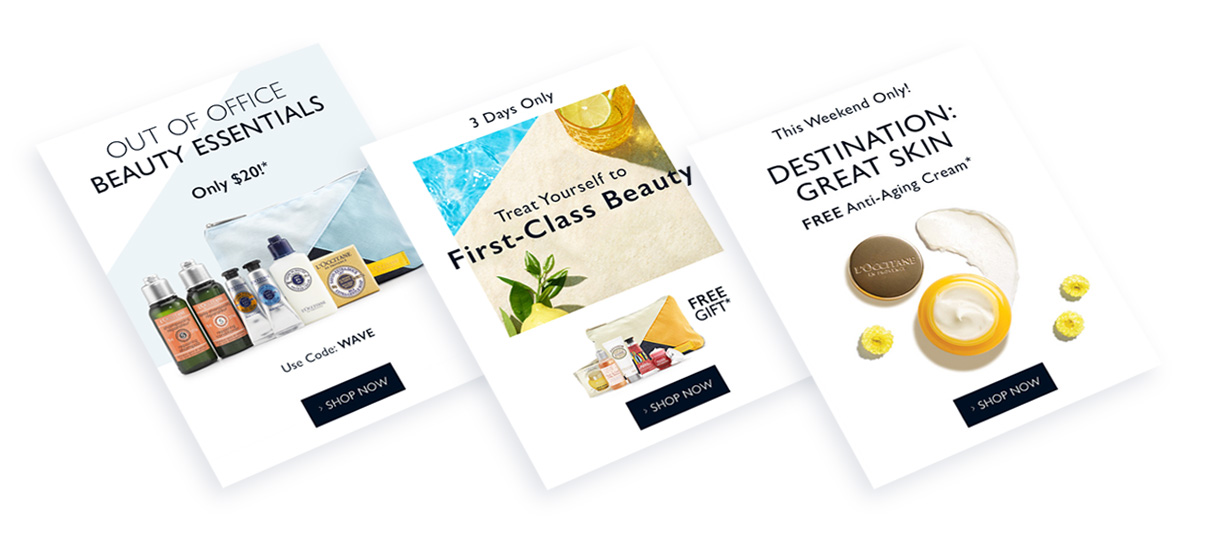 OUT OF OFFICE
BEAUTY ESSENTIALS
Only $20!*
L'OCCITANE
Use Code: WAVE
› SHOP NOW
3 Days Only
Treat Yourself to
First-Class Beauty
FREE
GIFT*
› SHOP NOW
This Weekend Only!
DESTINATION:
GREAT SKIN
FREE Anti-Aging Cream*
L'OCCITANE
EN PROVENCE
› SHOP NOW